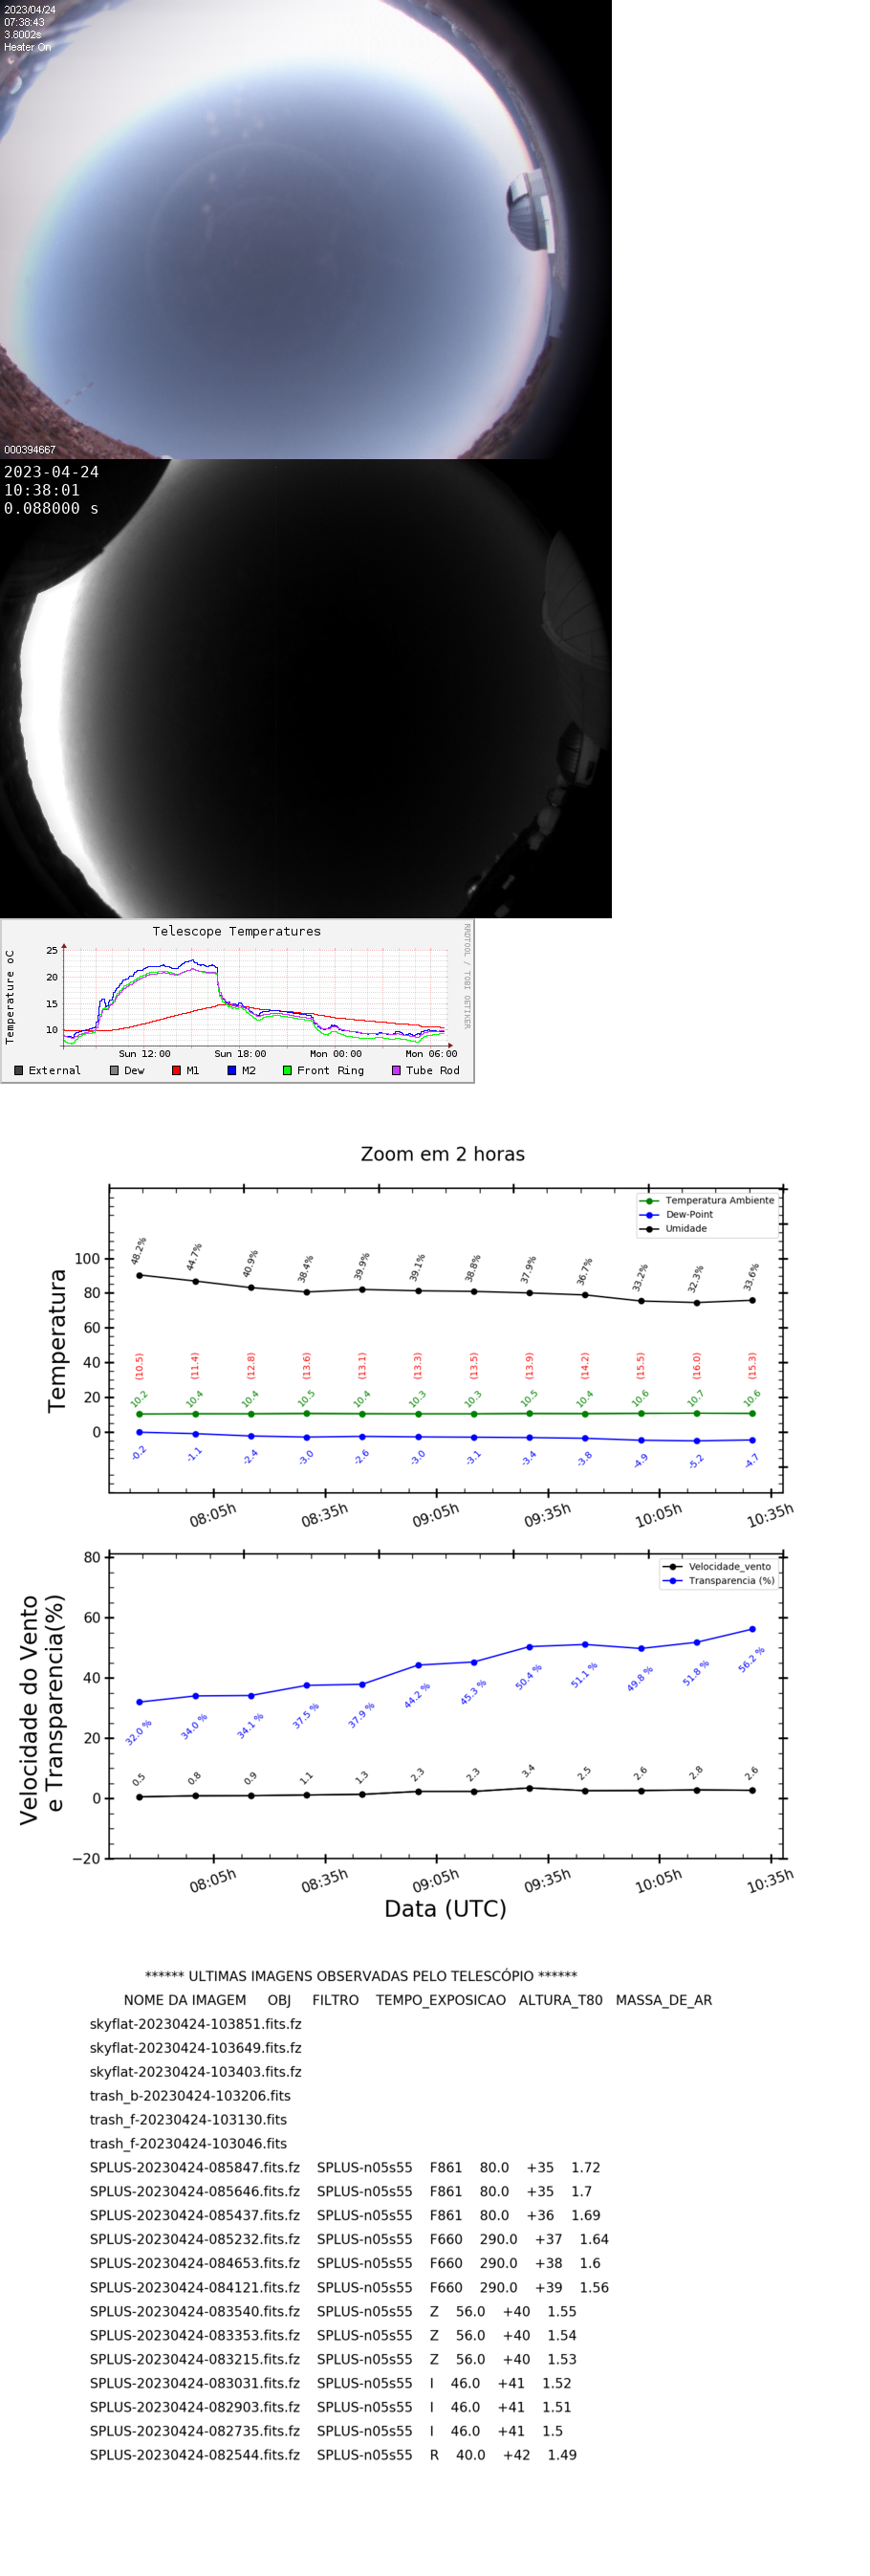 2023/04/24
07:38:43
3.8002s
Heater On
000394667
2023-04-24
10:38:01
0.088000 s
Telescope Temperatures
RRDTOOL / TOBI OETIKER
Temperature oC
25
20
15
10
Sun 12:00 Sun 18:00 Mon 00:00 Mon 06:00
External Dew M1 M2 Front Ring Tube Rod
Zoom em 2 horas
Temperatura Ambiente
Dew-Point
Umidade
Temperatura
100
80
60
40
20
0
48.2% 44.7% 40.9% 38.4% 39.9% 39.1% 38.8% 37.9% 36.7% 33.2% 32.3% 33.6%
(10.5) (11.4) (12.8) (13.6) (13.1) (13.3) (13.5) (13.9) (14.2) (15.5) (16.0) (15.3)
10.2 10.4 10.4 10.5 10.4 10.3 10.3 10.5 10.4 10.6 10.7 10.6
-0.2 -1.1 -2.4 -3.0 -2.6 -3.0 -3.1 -3.4 -3.8 -4.9 -5.2 -4.7
08:05h 08:35h 09:05h 09:35h 10:05h 10:35h
Velocidade_vento
Transparencia (%)
Velocidade do Vento
e Transparencia(%)
80
60
40
20
0
−20
32.0 % 34.0 % 34.1 % 37.5 % 37.9 % 44.2 % 45.3 % 50.4 % 51.1 % 49.8 % 51.8 % 56.2 %
0.5 0.8 0.9 1.1 1.3 2.3 2.3 3.4 2.5 2.6 2.8 2.6
08:05h 08:35h 09:05h 09:35h 10:05h 10:35h
Data (UTC)
****** ULTIMAS IMAGENS OBSERVADAS PELO TELESCÓPIO ******
NOME DA IMAGEM OBJ FILTRO TEMPO_EXPOSICAO ALTURA_T80 MASSA_DE_AR
skyflat-20230424-103851.fits.fz
skyflat-20230424-103649.fits.fz
skyflat-20230424-103403.fits.fz
trash_b-20230424-103206.fits
trash_f-20230424-103130.fits
trash_f-20230424-103046.fits
SPLUS-20230424-085847.fits.fz SPLUS-n05s55 F861 80.0 +35 1.72
SPLUS-20230424-085646.fits.fz SPLUS-n05s55 F861 80.0 +35 1.7
SPLUS-20230424-085437.fits.fz SPLUS-n05s55 F861 80.0 +36 1.69
SPLUS-20230424-085232.fits.fz SPLUS-n05s55 F660 290.0 +37 1.64
SPLUS-20230424-084653.fits.fz SPLUS-n05s55 F660 290.0 +38 1.6
SPLUS-20230424-084121.fits.fz SPLUS-n05s55 F660 290.0 +39 1.56
SPLUS-20230424-083540.fits.fz SPLUS-n05s55 Z 56.0 +40 1.55
SPLUS-20230424-083353.fits.fz SPLUS-n05s55 Z 56.0 +40 1.54
SPLUS-20230424-083215.fits.fz SPLUS-n05s55 Z 56.0 +40 1.53
SPLUS-20230424-083031.fits.fz SPLUS-n05s55 I 46.0 +41 1.52
SPLUS-20230424-082903.fits.fz SPLUS-n05s55 I 46.0 +41 1.51
SPLUS-20230424-082735.fits.fz SPLUS-n05s55 I 46.0 +41 1.5
SPLUS-20230424-082544.fits.fz SPLUS-n05s55 R 40.0 +42 1.49